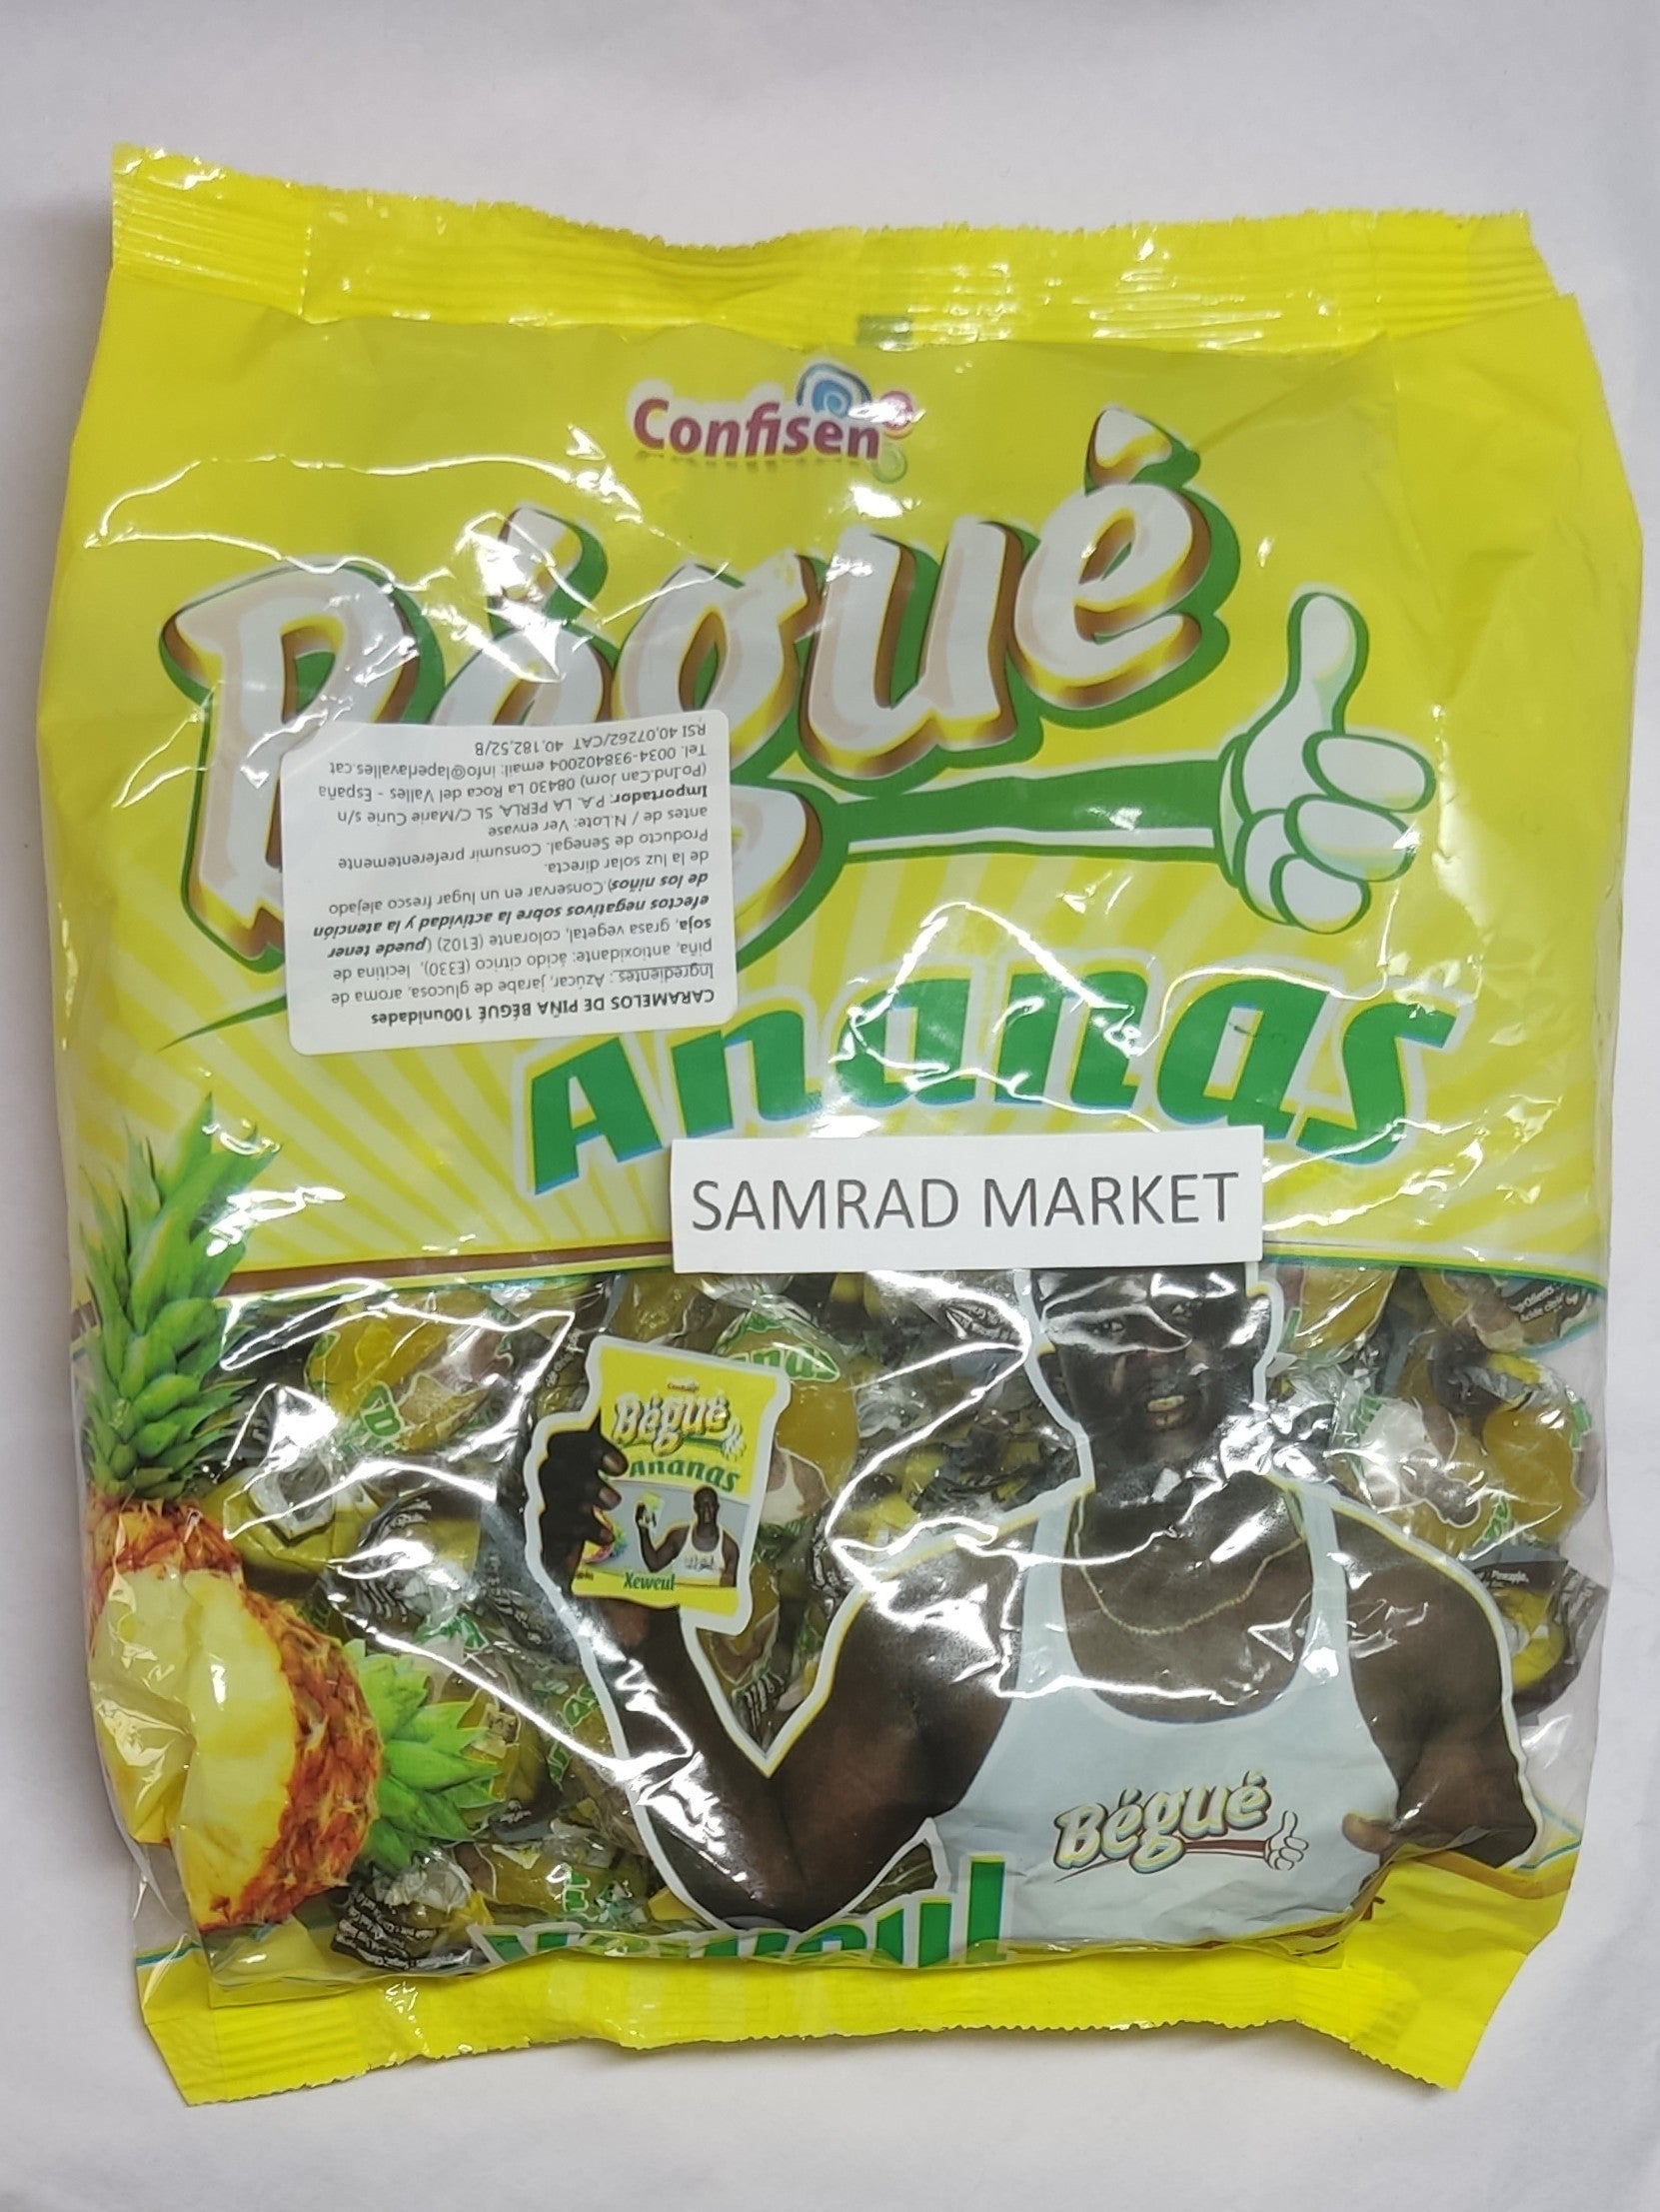 Confisen
Bégué
Ananas
CARAMELOS DE PIÑA BÉGUÉ 100unidades
Ingredientes : Azúcar, jarabe de glucosa, aroma de
piña, antioxidante: ácido cítrico (E330), lecitina de
soja, grasa vegetal, colorante (E102) (puede tener
efectos negativos sobre la actividad y la atención
de los niños).Conservar en un lugar fresco alejado
de la luz solar directa.
Producto de Senegal. Consumir preferentemente
antes de / N.Lote: Ver envase
Importador: P.A. LA PERLA, SL C/Marie Curie s/n
(Po.Ind.Can Jorn) 08430 La Roca del Valles - España
Tel. 0034-938402004 email: info@laperlavalles.cat
RSI 40,07262/CAT 40,182,52/B
SAMRAD MARKET
Bégué
Ananas
Xeweul
Bégué
Xeweul